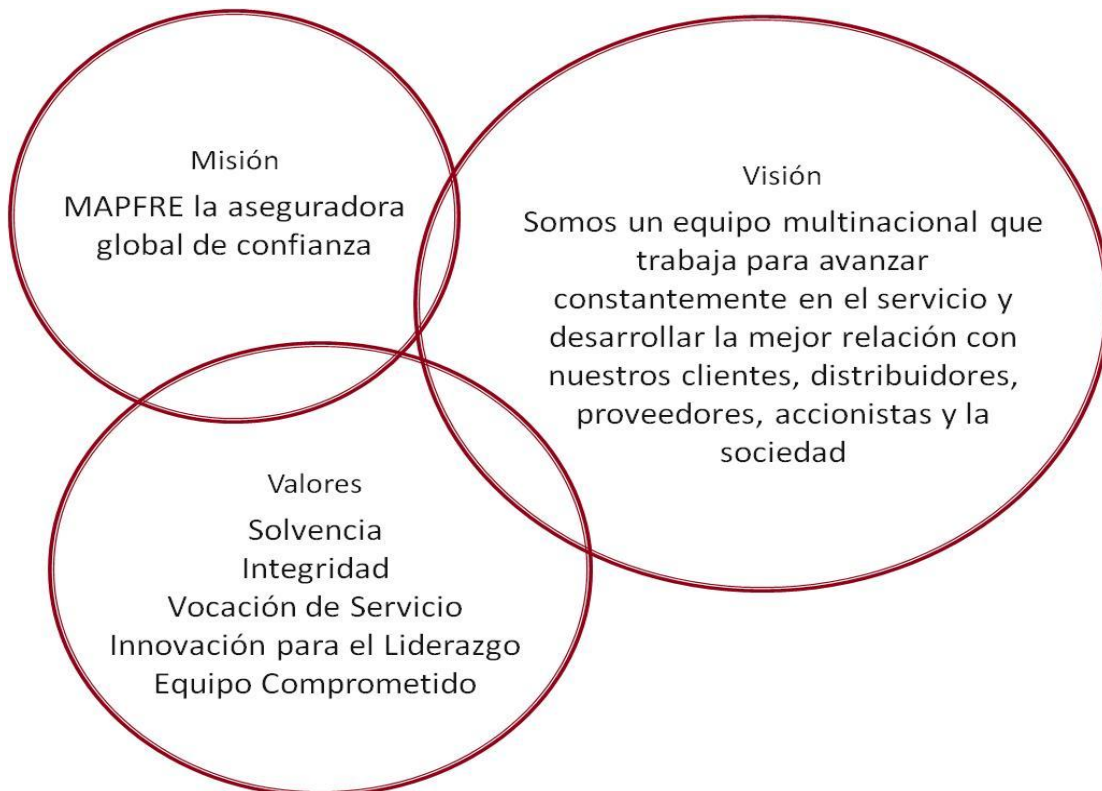 Misión
MAPFRE la aseguradora
global de confianza
Visión
Somos un equipo multinacional que
trabaja para avanzar
constantemente en el servicio y
desarrollar la mejor relación con
nuestros clientes, distribuidores,
proveedores, accionistas y la
sociedad
Valores
Solvencia
Integridad
Vocación de Servicio
Innovación para el Liderazgo
Equipo Comprometido